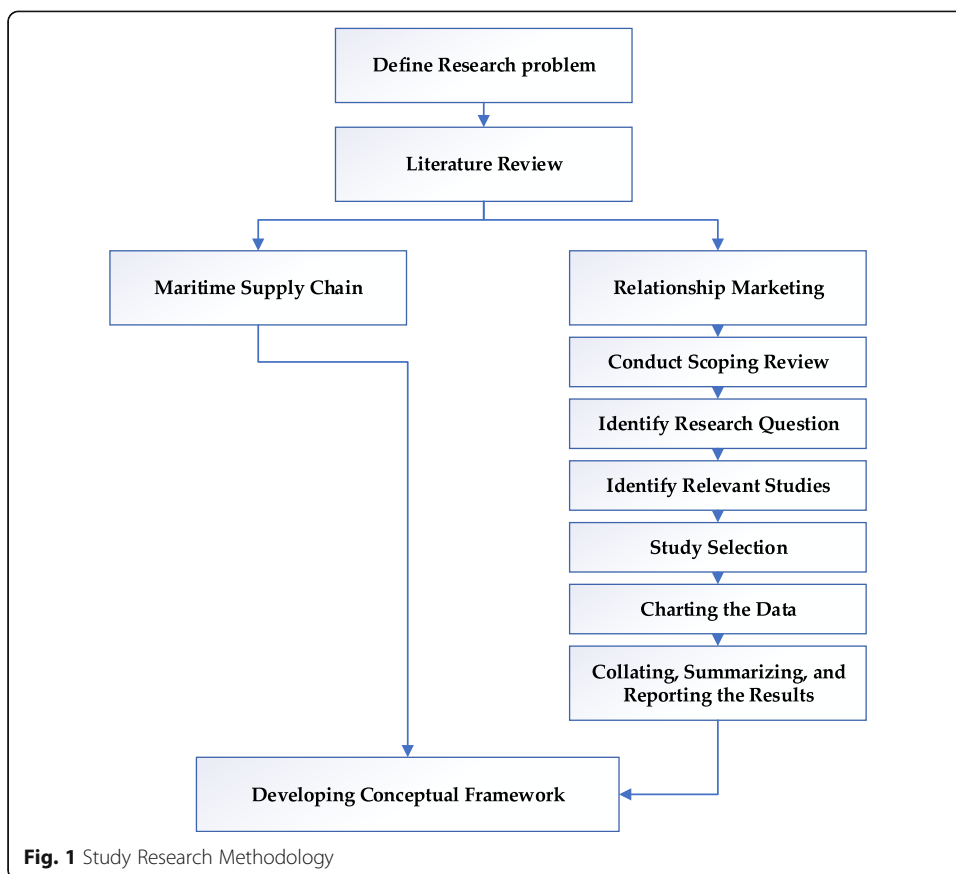 Define Research problem
Literature Review
Maritime Supply Chain
Relationship Marketing
Conduct Scoping Review
Identify Research Question
Identify Relevant Studies
Study Selection
Charting the Data
Collating, Summarizing, and
Reporting the Results
Developing Conceptual Framework
Fig. 1 Study Research Methodology